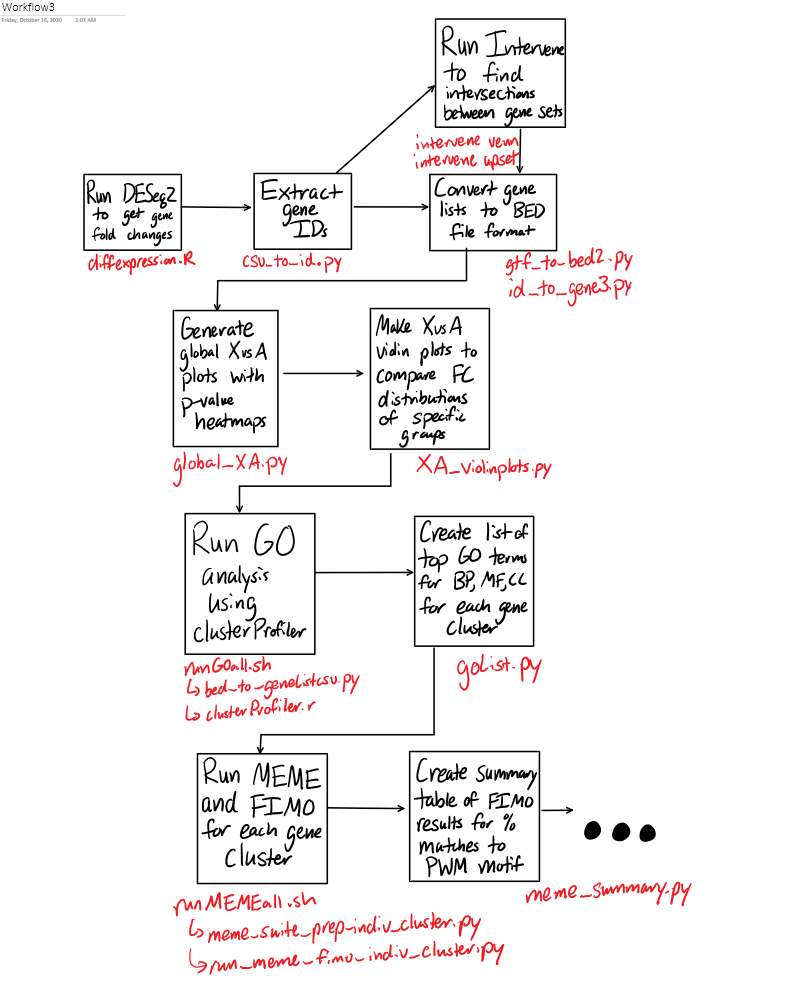 Workflow3
Friday, October 16, 2020 2:01 AM
Run Intervene
to find
intersections
between gene sets
intervene venn
intervene upset
Run DESeq2
to get gene
fold changes
diffexpression.R
Extract
gene
IDs
csv_to_id.py
Convert gene
lists to BED
file format
gtf_to_bed2.py
id_to_gene3.py
Generate
global XvsA
plots with
p-value
heatmaps
global_XA.py
Make XvsA
violin plots to
compare FC
distributions
of specific
groups
XA_violinplots.py
Run GO
analysis
using
clusterProfiler
runGOall.sh
↳ bed_to_genelistcsv.py
↳ clusterProfiler.r
Create list of
top GO terms
for BP, MF, CC
for each gene
cluster
golist.py
Run MEME
and FIMO
for each gene
cluster
runMEMEall.sh
↳ meme_suite_prep_indiv_cluster.py
↳ run_meme_fimo_indiv_cluster.py
Create summary
table of FIMO
results for %
matches to
PWM motif
meme_summary.py